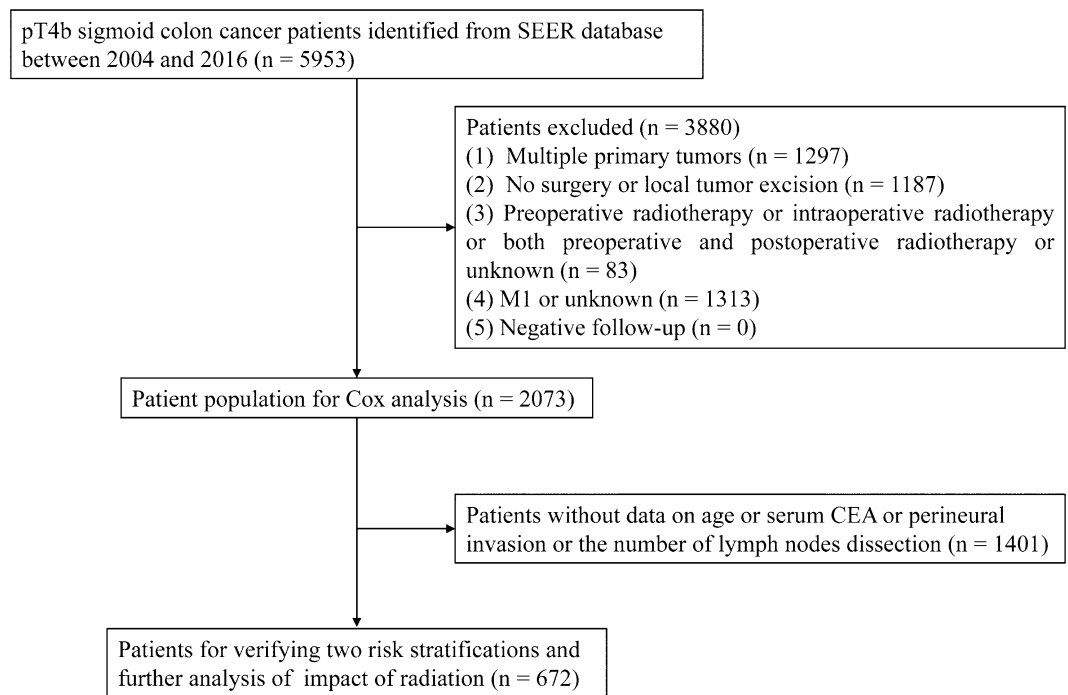 pT4b sigmoid colon cancer patients identified from SEER database
between 2004 and 2016 (n = 5953)
Patients excluded (n = 3880)
(1) Multiple primary tumors (n = 1297)
(2) No surgery or local tumor excision (n = 1187)
(3) Preoperative radiotherapy or intraoperative radiotherapy
or both preoperative and postoperative radiotherapy or
unknown (n = 83)
(4) M1 or unknown (n = 1313)
(5) Negative follow-up (n = 0)
Patient population for Cox analysis (n = 2073)
Patients without data on age or serum CEA or perineural
invasion or the number of lymph nodes dissection (n = 1401)
Patients for verifying two risk stratifications and
further analysis of impact of radiation (n = 672)